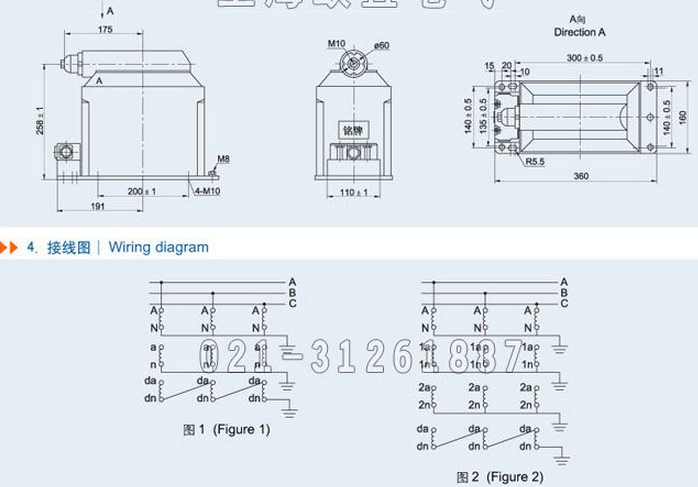 A
175
A
256±1
200±1
4-M10
M8
191
M10
ø60
铭牌
110±1
A向
Direction A
300±0.5
15
20
10
11
140±0.5
135±0.5
140±0.5
160
R5.5
360
4. 接线图 | Wiring diagram
A
B
C
A A A
N N N
a a a
n n n
da da da
dn dn dn
图1 (Figure 1)
A
B
C
A A A
N N N
1a 1a 1a
1n 1n 1n
2a 2a 2a
2n 2n 2n
da da da
dn dn dn
图2 (Figure 2)
021-31261887